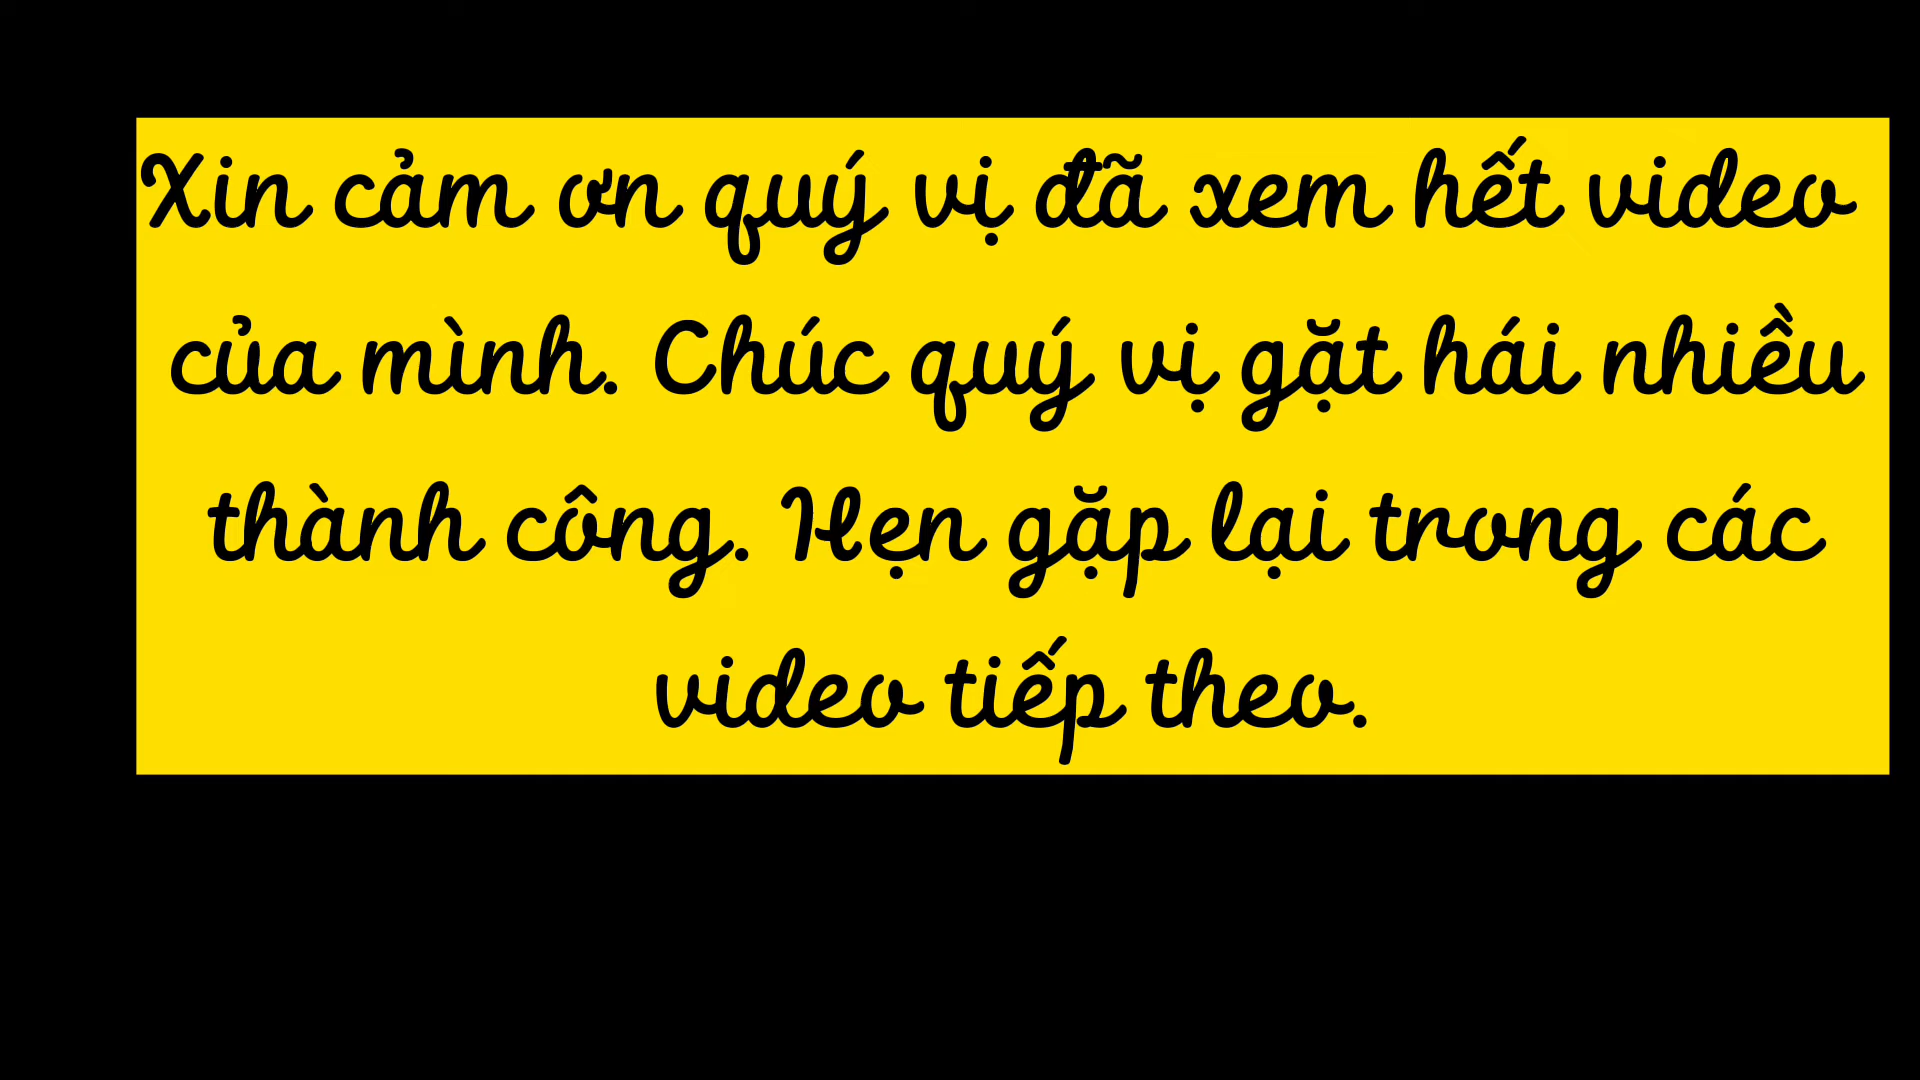 Xin cảm ơn quý vị đã xem hết video
của mình. Chúc quý vị gặt hái nhiều
thành công. Hẹn gặp lại trong các
video tiếp theo.